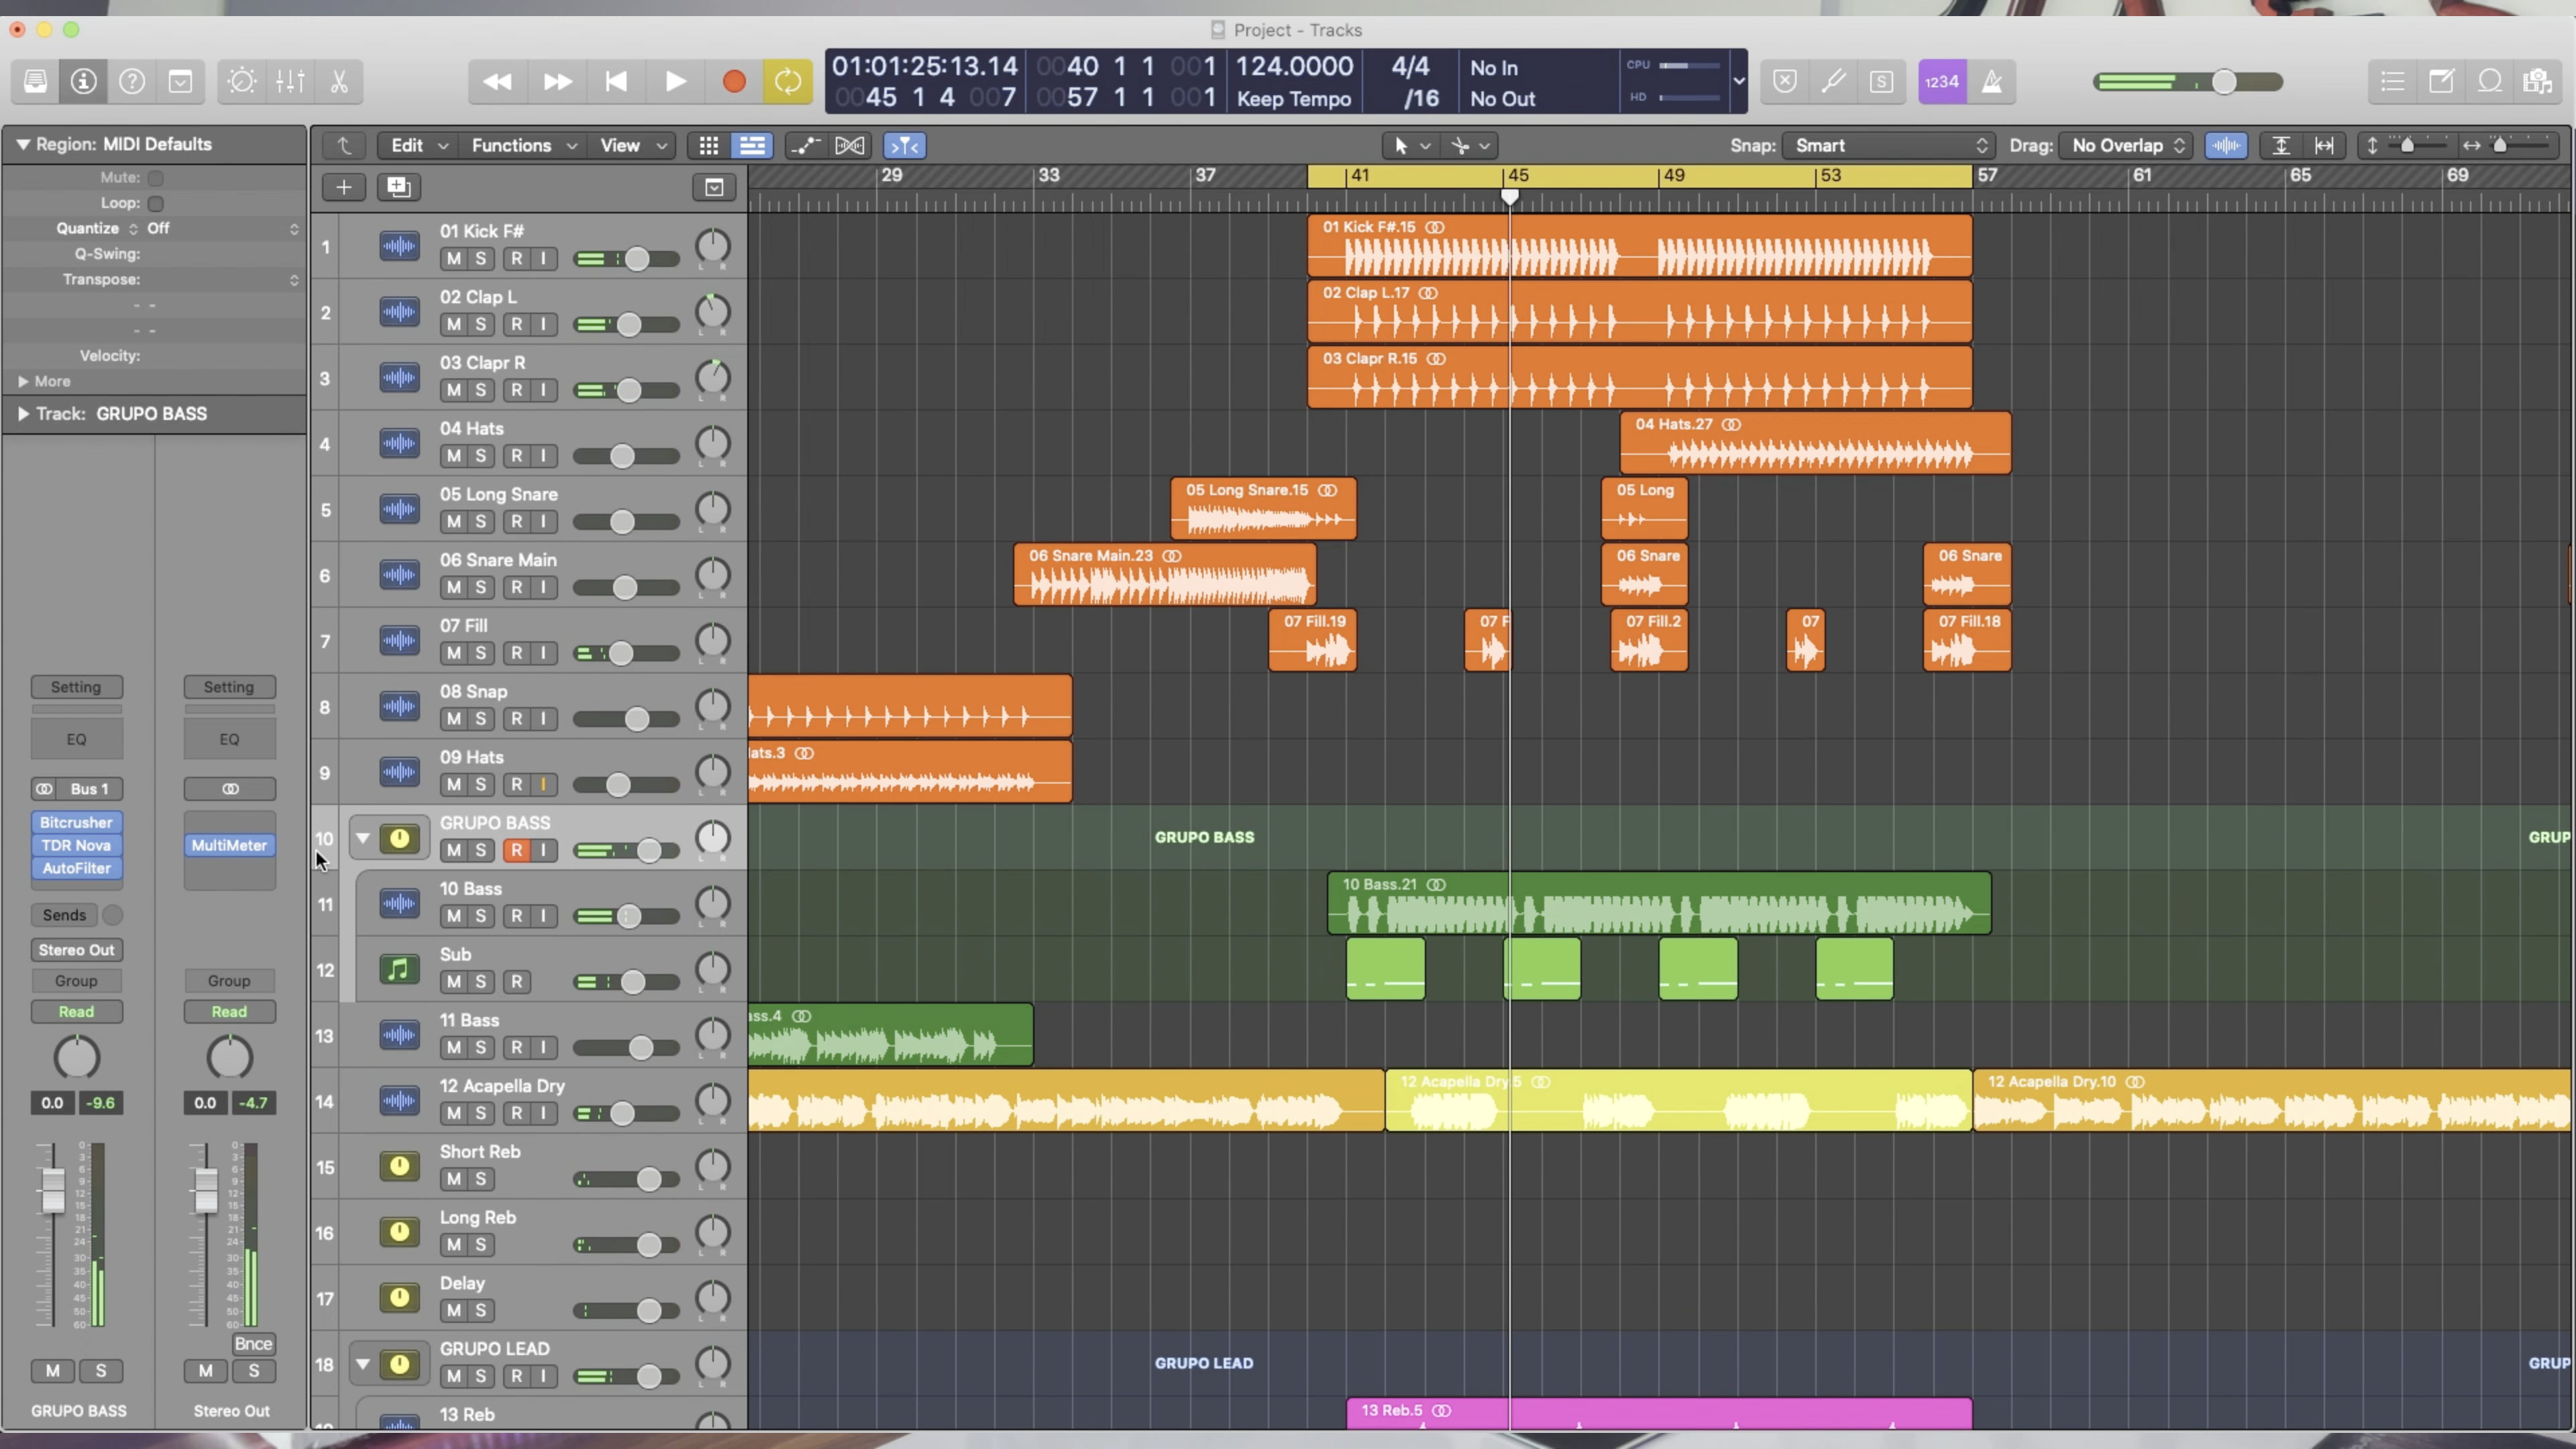 Project - Tracks
01:01:25:13.14 0040 1 1 001 124.0000 4/4 No In CPU
0045 1 4 007 0057 1 1 001 Keep Tempo /16 No Out HD
1234
Region: MIDI Defaults
Mute:
Loop:
Quantize Off
Q-Swing:
Transpose:
- -
- -
Velocity:
More
Track: GRUPO BASS
Setting Setting
EQ EQ
Bus 1
Bitcrusher
TDR Nova MultiMeter
AutoFilter
Sends
Stereo Out
Group Group
Read Read
0.0 -9.6 0.0 -4.7
Bnce
M S M S
GRUPO BASS Stereo Out
Edit Functions View Snap: Smart Drag: No Overlap
29 33 37 41 45 49 53 57 61 65 69
1 01 Kick F#
M S R I
01 Kick F#.15
2 02 Clap L
M S R I
02 Clap L.17
3 03 Clapr R
M S R I
03 Clapr R.15
4 04 Hats
M S R I
04 Hats.27
5 05 Long Snare
M S R I
05 Long Snare.15 05 Long
6 06 Snare Main
M S R I
06 Snare Main.23 06 Snare 06 Snare
7 07 Fill
M S R I
07 Fill.19 07 F 07 Fill.2 07 07 Fill.18
8 08 Snap
M S R I
9 09 Hats
M S R I
ats.3
10 GRUPO BASS
M S R I
GRUPO BASS GRUP
11 10 Bass
M S R I
10 Bass.21
12 Sub
M S R
13 11 Bass
M S R I
ass.4
14 12 Acapella Dry
M S R I
12 Acapella Dry.5 12 Acapella Dry.10
15 Short Reb
M S
16 Long Reb
M S
17 Delay
M S
18 GRUPO LEAD
M S R I
GRUPO LEAD GRUP
13 Reb
13 Reb.5